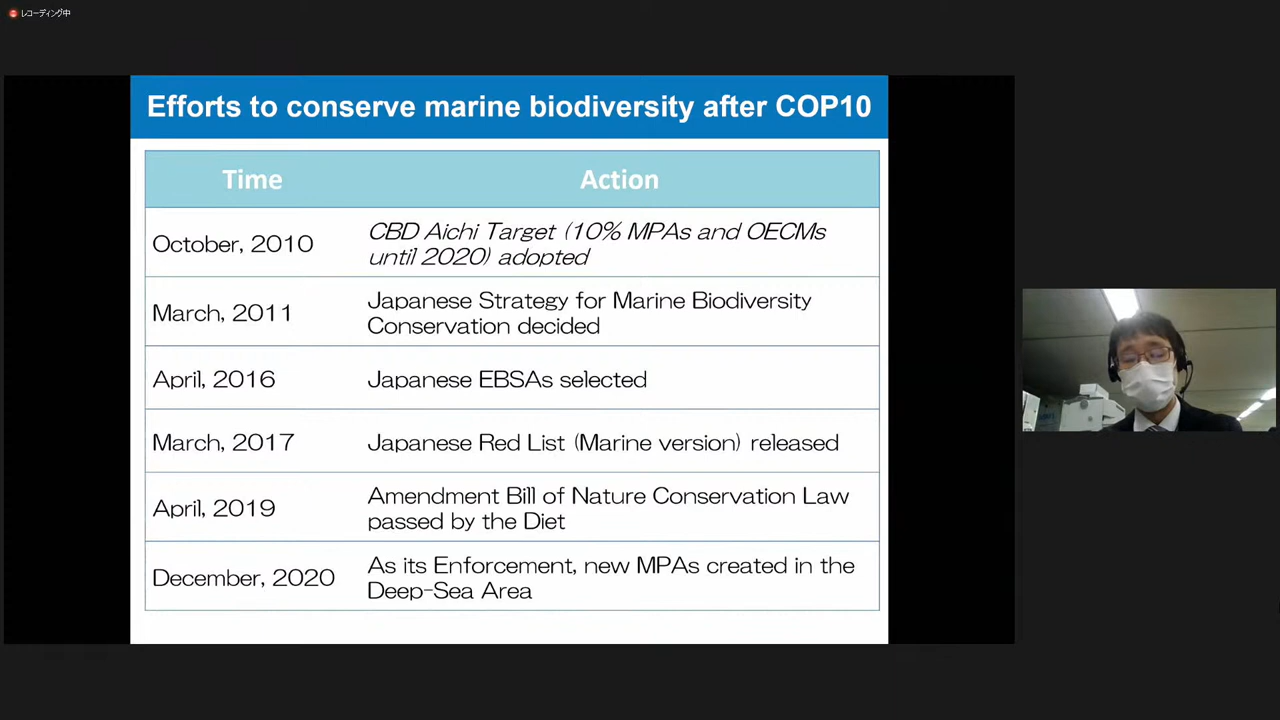 レコーディング中
Efforts to conserve marine biodiversity after COP10
Time
Action
October, 2010
CBD Aichi Target (10% MPAs and OECMs
until 2020) adopted
March, 2011
Japanese Strategy for Marine Biodiversity
Conservation decided
April, 2016
Japanese EBSAs selected
March, 2017
Japanese Red List (Marine version) released
April, 2019
Amendment Bill of Nature Conservation Law
passed by the Diet
December, 2020
As its Enforcement, new MPAs created in the
Deep-Sea Area